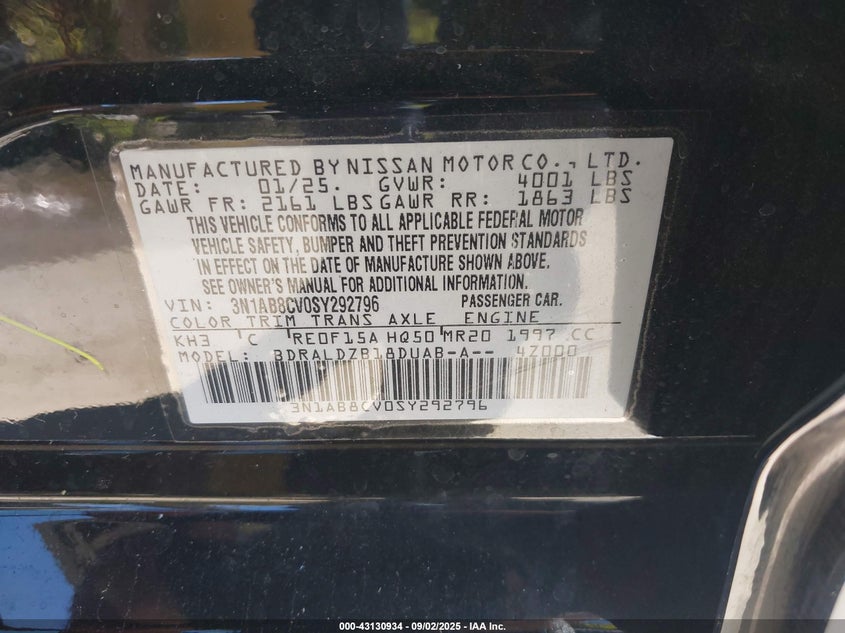 MANUFACTURED BY NISSAN MOTOR CO., LTD.
DATE: 01/25. GVWR: 4001 LBS
GAWR FR: 2161 LBS GAWR RR: 1863 LBS
THIS VEHICLE CONFORMS TO ALL APPLICABLE FEDERAL MOTOR
VEHICLE SAFETY, BUMPER AND THEFT PREVENTION STANDARDS
IN EFFECT ON THE DATE OF MANUFACTURE SHOWN ABOVE.
SEE OWNER'S MANUAL FOR ADDITIONAL INFORMATION.
VIN: 3N1AB8CV0SY292796 PASSENGER CAR.
COLOR TRIM TRANS AXLE ENGINE
KH3 C RE0F15A HQ50 MR20 1997 CC
MODEL: BDRALDZB18DUAB-A-- 4Z000
3N1AB8CV0SY292796
000-43130934 - 09/02/2025 - IAA Inc.